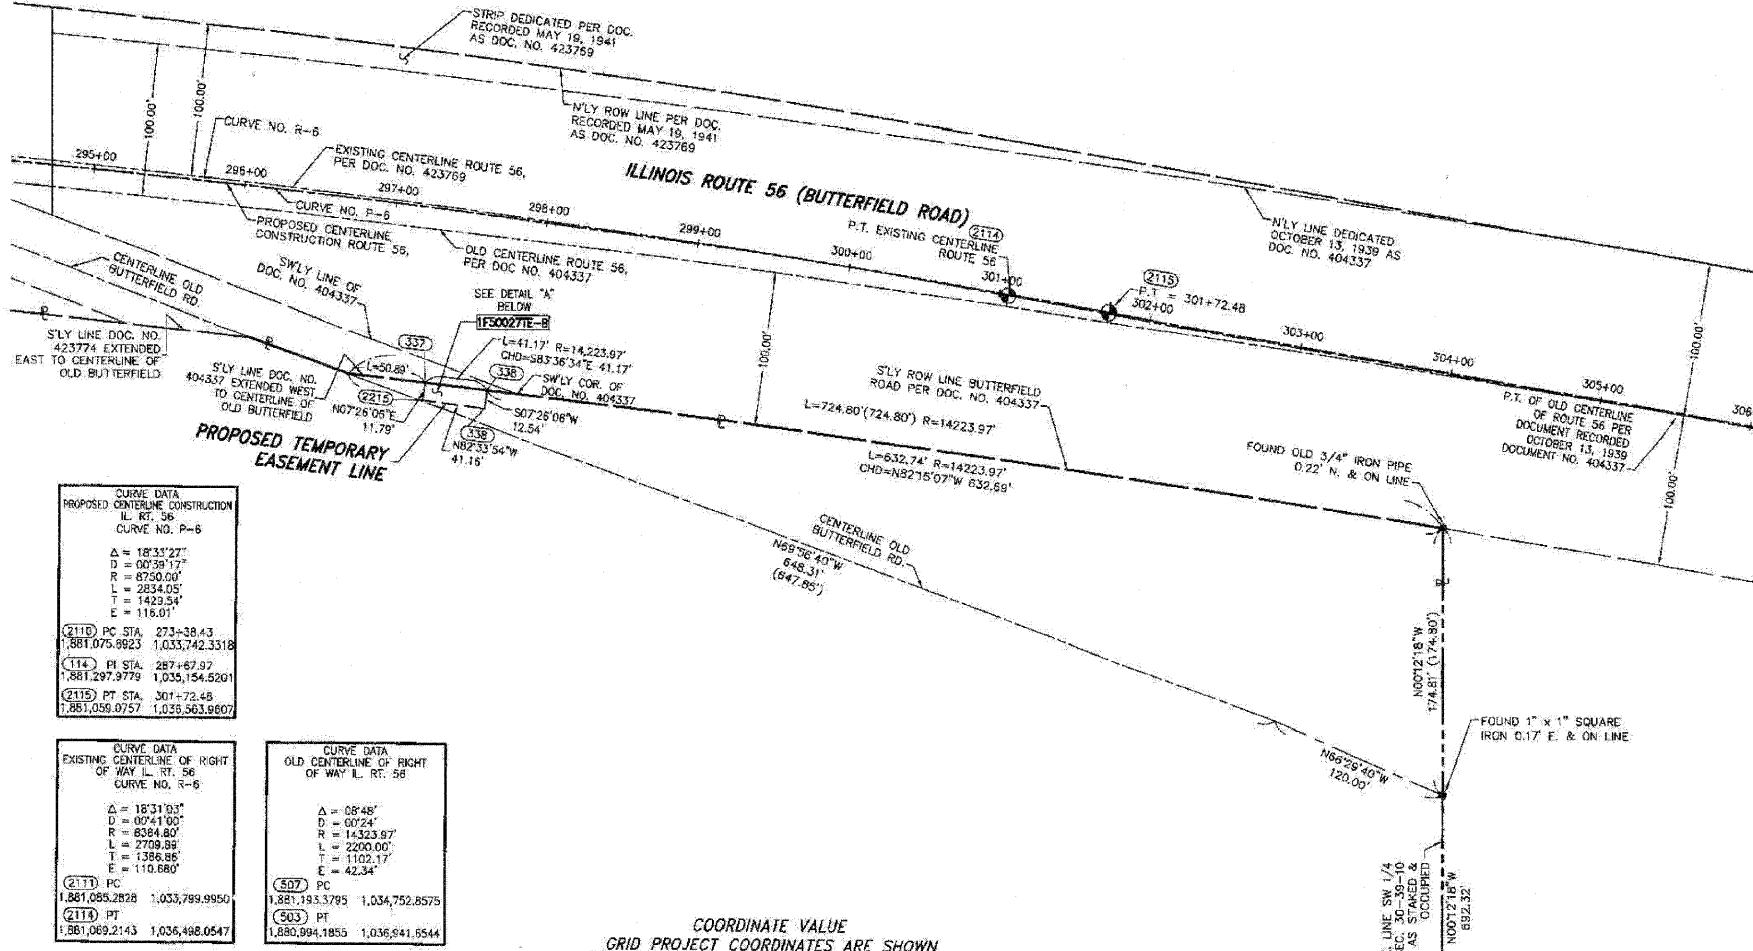 STRIP DEDICATED PER DOC.
RECORDED MAY 19, 1941
AS DOC. NO. 423769
N'LY ROW LINE PER DOC.
RECORDED MAY 19, 1941
AS DOC. NO. 423769
100.00'
100.00'
CURVE NO. R-6
EXISTING CENTERLINE ROUTE 56,
PER DOC. NO. 423769
ILLINOIS ROUTE 56 (BUTTERFIELD ROAD)
295+00
296+00
297+00
298+00
299+00
300+00
301+00
302+00
303+00
304+00
305+00
306
CURVE NO. P-6
PROPOSED CENTERLINE
CONSTRUCTION ROUTE 56,
OLD CENTERLINE ROUTE 56,
PER DOC NO. 404337
P.T. EXISTING CENTERLINE
ROUTE 56
2114
2115
P.T. = 301+72.48
N'LY LINE DEDICATED
OCTOBER 13, 1939 AS
DOC. NO. 404337
CENTERLINE OLD
BUTTERFIELD RD.
SW'LY LINE OF
DOC. NO. 404337
SEE DETAIL "A"
BELOW
1F50027TE-B
L=41.17' R=14,223.97'
CHD=S83°36'34"E 41.17'
337
338
L=50.89'
SW'LY COR. OF
DOC. NO. 404337
S'LY LINE DOC. NO.
423774 EXTENDED
EAST TO CENTERLINE OF
OLD BUTTERFIELD
S'LY LINE DOC. NO.
404337 EXTENDED WEST
TO CENTERLINE OF
OLD BUTTERFIELD
2215
N07°26'06"E
11.79'
S07°26'06"W
12.54'
338
N82°33'54"W
41.16'
PROPOSED TEMPORARY
EASEMENT LINE
100.00'
S'LY ROW LINE BUTTERFIELD
ROAD PER DOC. NO. 404337
L=724.80'(724.80') R=14223.97'
L=632.74' R=14223.97'
CHD=N82°15'07"W 632.69'
100.00'
100.00'
P.T. OF OLD CENTERLINE
OF ROUTE 56 PER
DOCUMENT RECORDED
OCTOBER 13, 1939
DOCUMENT NO. 404337
FOUND OLD 3/4" IRON PIPE
0.22' N. & ON LINE
CENTERLINE OLD
BUTTERFIELD RD.
N69°56'40"W
648.31'
(647.85')
N00°12'18"W
174.81' (174.80')
FOUND 1" x 1" SQUARE
IRON 0.17' E. & ON LINE
N66°29'40"W
120.00'
LINE SW 1/4
EC. 30-39-10
AS STAKED &
OCCUPIED
N00°12'18"W
692.32'
CURVE DATA
PROPOSED CENTERLINE CONSTRUCTION
IL. RT. 56
CURVE NO. P-6
Δ = 18°33'27"
D = 00°39'17"
R = 8750.00'
L = 2834.05'
T = 1429.54'
E = 116.01'
2110 PC STA. 273+38.43
1,881,075.8923 1,033,742.3318
114 PI STA. 287+67.97
1,881,297.9779 1,035,154.5201
2115 PT STA. 301+72.48
1,881,059.0757 1,036,563.9607
CURVE DATA
EXISTING CENTERLINE OF RIGHT
OF WAY IL. RT. 56
CURVE NO. R-6
Δ = 18°31'03"
D = 00°41'00"
R = 8384.80'
L = 2709.89'
T = 1366.86'
E = 110.680'
2111 PC
1,881,085.2828 1,033,799.9950
2114 PT
1,881,069.2143 1,036,498.0547
CURVE DATA
OLD CENTERLINE OF RIGHT
OF WAY IL. RT. 56
Δ = 08°48'
D = 00°24'
R = 14323.97'
L = 2200.00'
T = 1102.17'
E = 42.34'
507 PC
1,881,193.3795 1,034,752.8575
503 PT
1,880,994.1855 1,036,941.6544
COORDINATE VALUE
GRID PROJECT COORDINATES ARE SHOWN